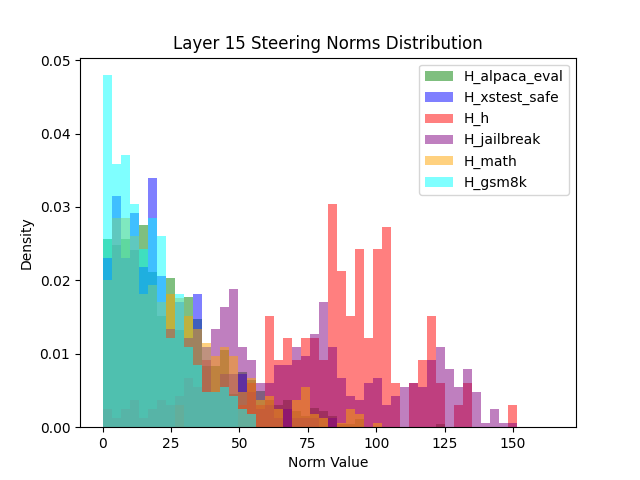 Layer 15 Steering Norms Distribution
0.05
0.04
0.03
0.02
0.01
0.00
Density
H_alpaca_eval
H_xstest_safe
H_h
H_jailbreak
H_math
H_gsm8k
0 25 50 75 100 125 150
Norm Value